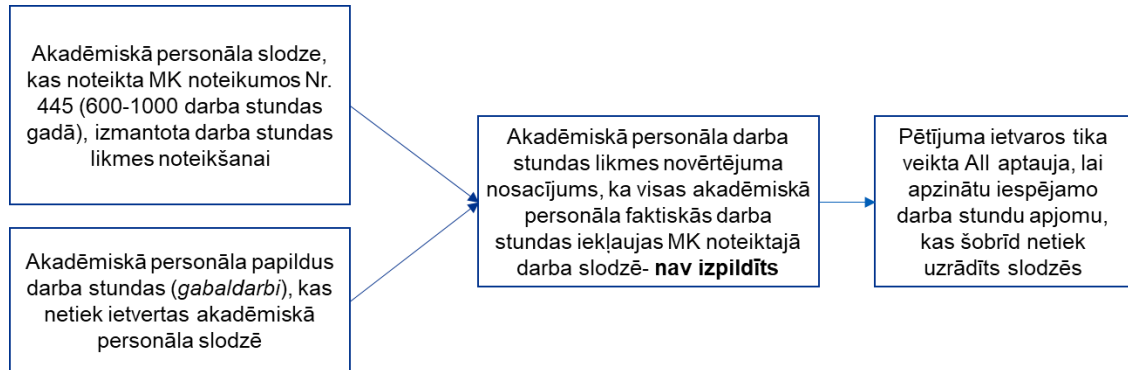 Akadēmiskā personāla slodze,
kas noteikta MK noteikumos Nr.
445 (600-1000 darba stundas
gadā), izmantota darba stundas
likmes noteikšanai
Akadēmiskā personāla papildus
darba stundas (gabaldarbi), kas
netiek ietvertas akadēmiskā
personāla slodzē
Akadēmiskā personāla darba
stundas likmes novērtējuma
nosacījums, ka visas akadēmiskā
personāla faktiskās darba
stundas iekļaujas MK noteiktajā
darba slodzē- nav izpildīts
Pētījuma ietvaros tika
veikta AII aptauja, lai
apzinātu iespējamo
darba stundu apjomu,
kas šobrīd netiek
uzrādīts slodzēs